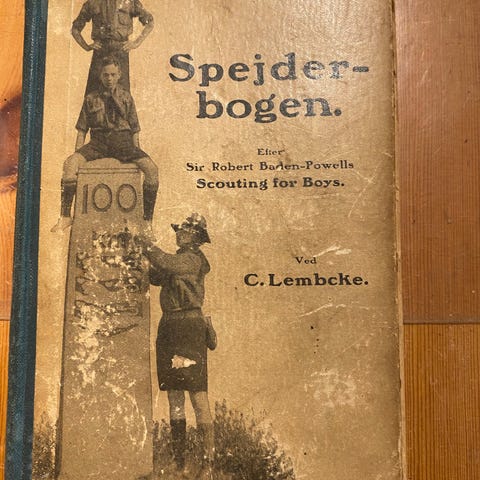 Spejder-
bogen.
Efter
Sir Robert Baden-Powells
Scouting for Boys.
Ved
C. Lembcke.
100